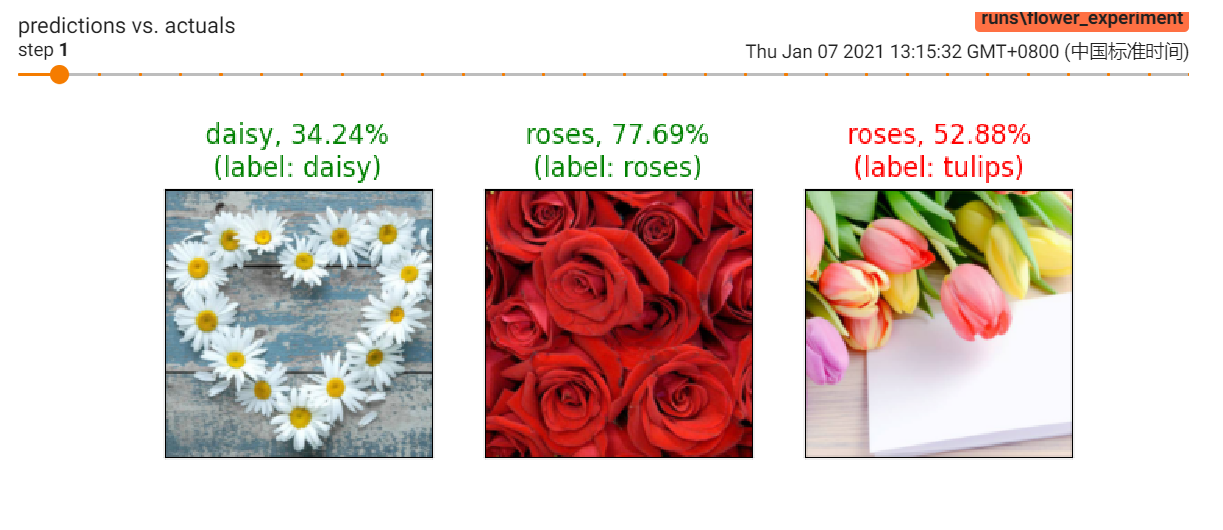 predictions vs. actuals
runs\flower_experiment
step 1
Thu Jan 07 2021 13:15:32 GMT+0800 (中国标准时间)
daisy, 34.24%
(label: daisy)
roses, 77.69%
(label: roses)
roses, 52.88%
(label: tulips)